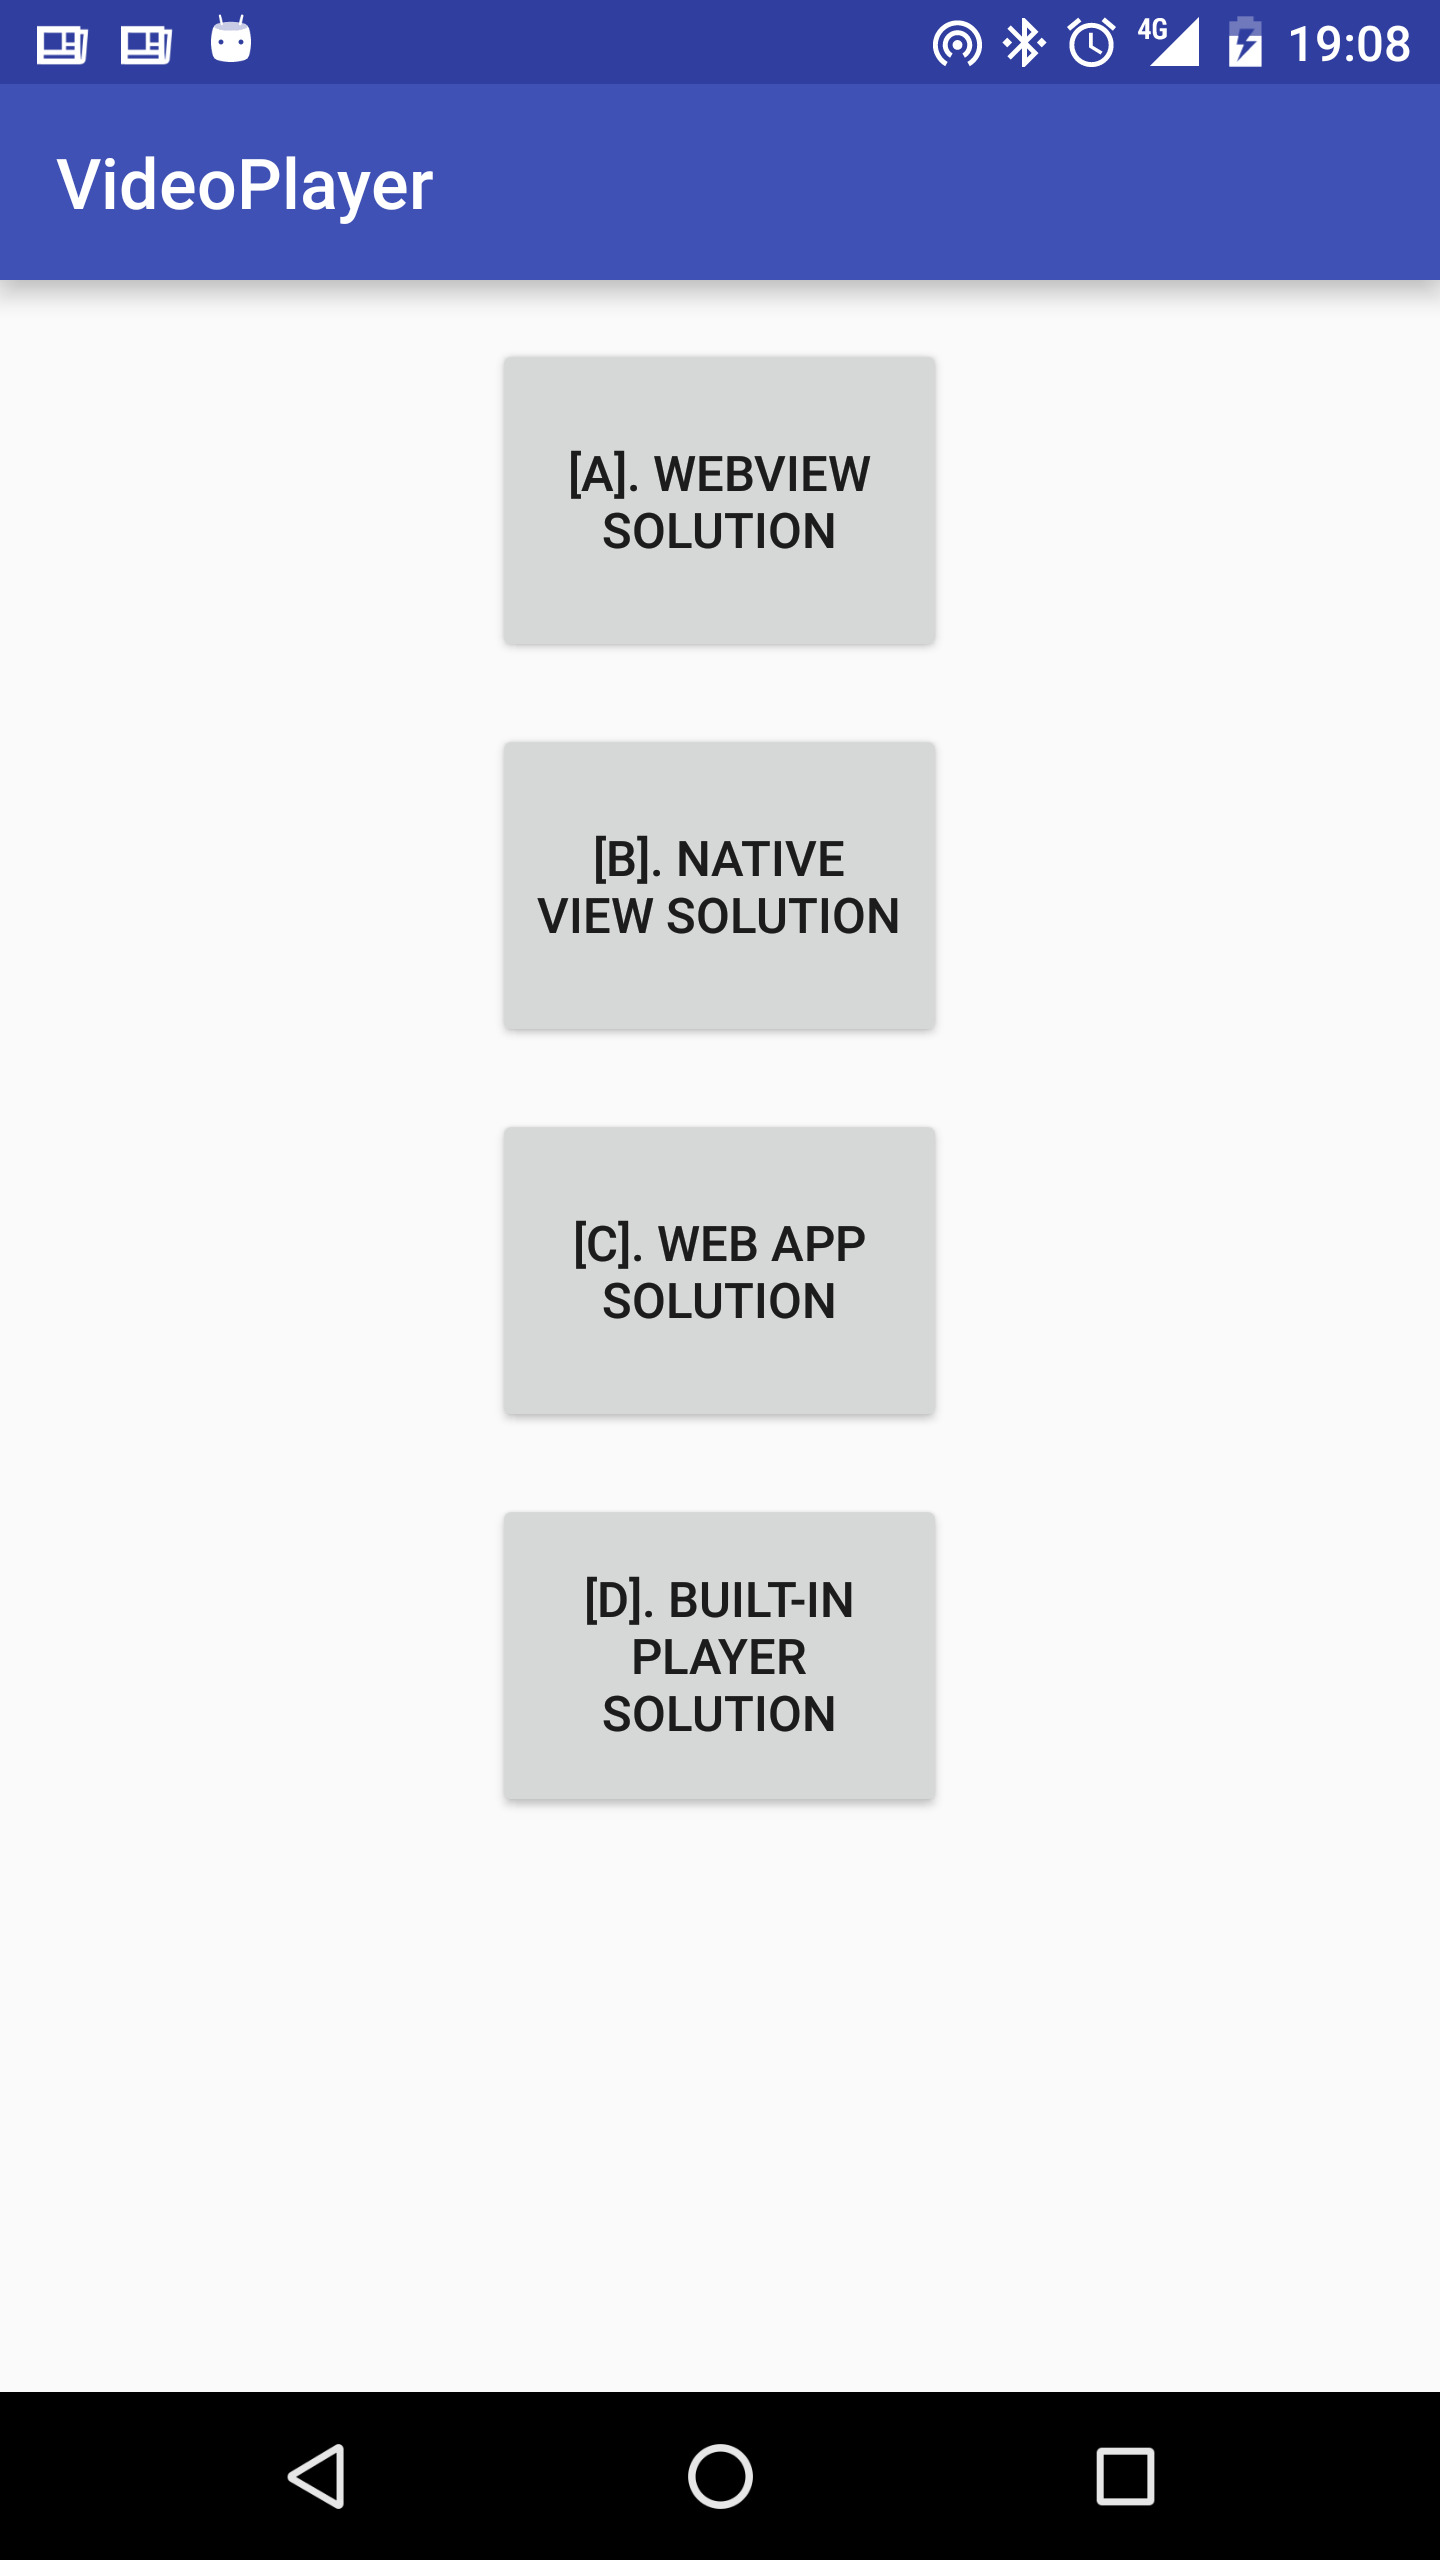 4G 19:08
VideoPlayer
[A]. WEBVIEW
SOLUTION
[B]. NATIVE
VIEW SOLUTION
[C]. WEB APP
SOLUTION
[D]. BUILT-IN
PLAYER
SOLUTION